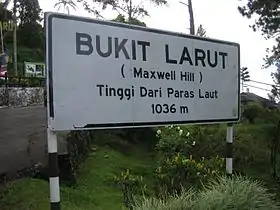 BUKIT LARUT
( Maxwell Hill )
Tinggi Dari Paras Laut
1036 m